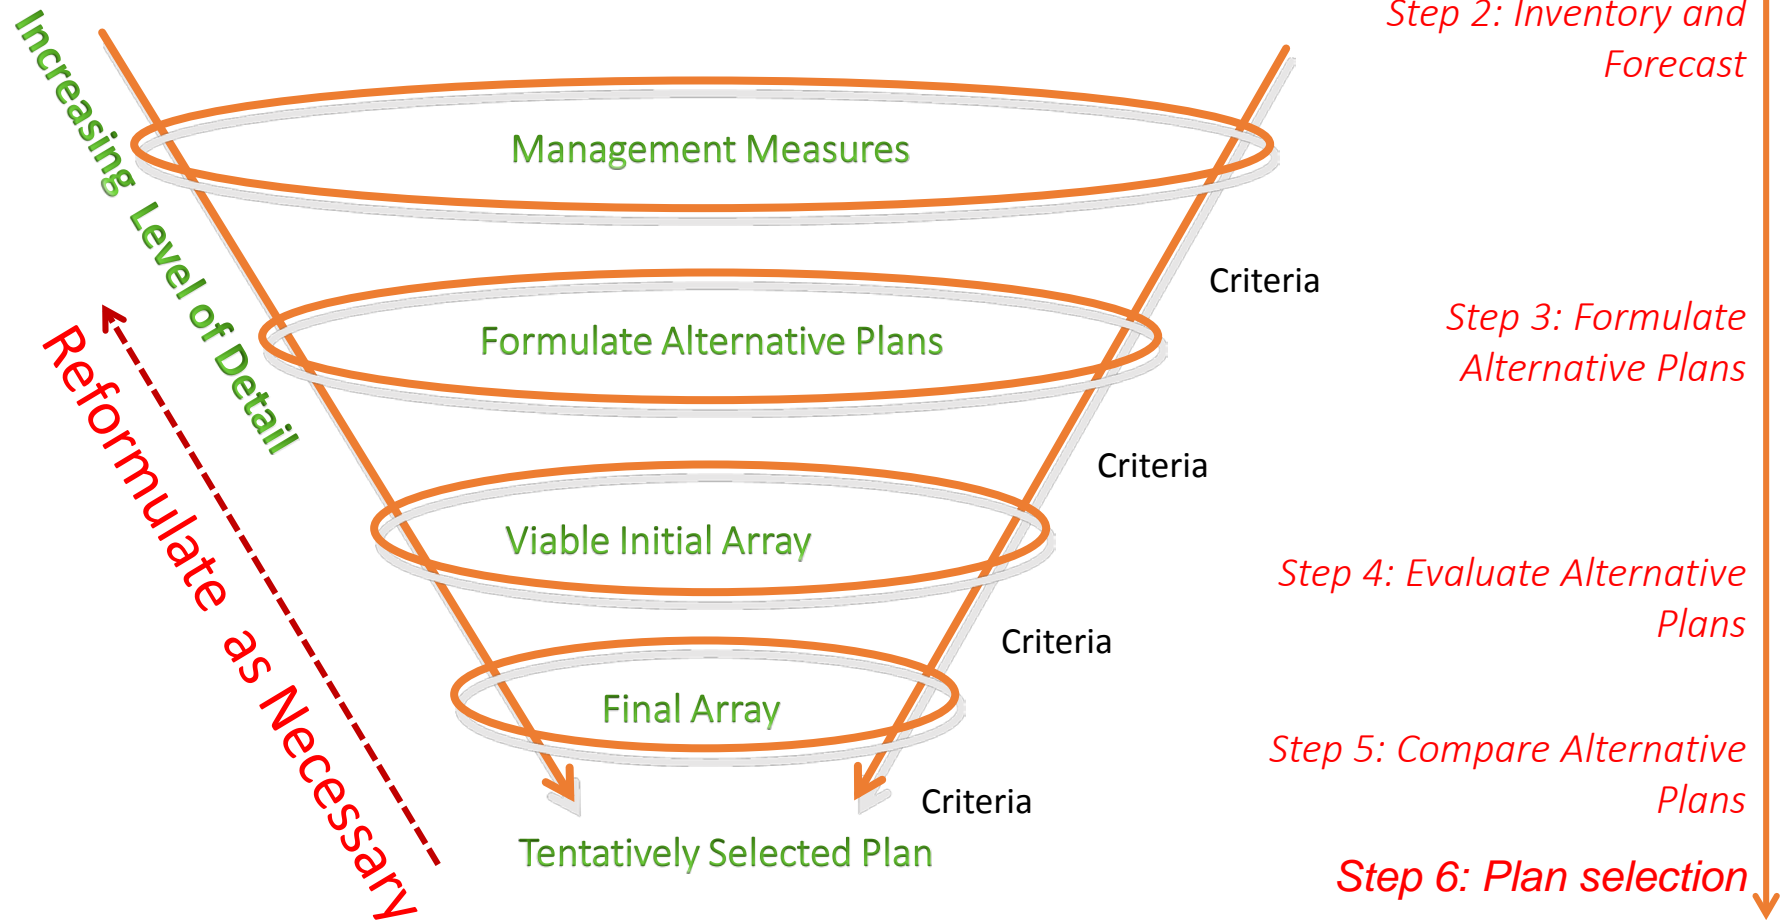 Step 2: Inventory and
Forecast
Increasing Level of Detail
Management Measures
Criteria
Step 3: Formulate
Alternative Plans
Formulate Alternative Plans
Reformulate as Necessary
Criteria
Viable Initial Array
Step 4: Evaluate Alternative
Plans
Criteria
Final Array
Step 5: Compare Alternative
Plans
Criteria
Tentatively Selected Plan
Step 6: Plan selection